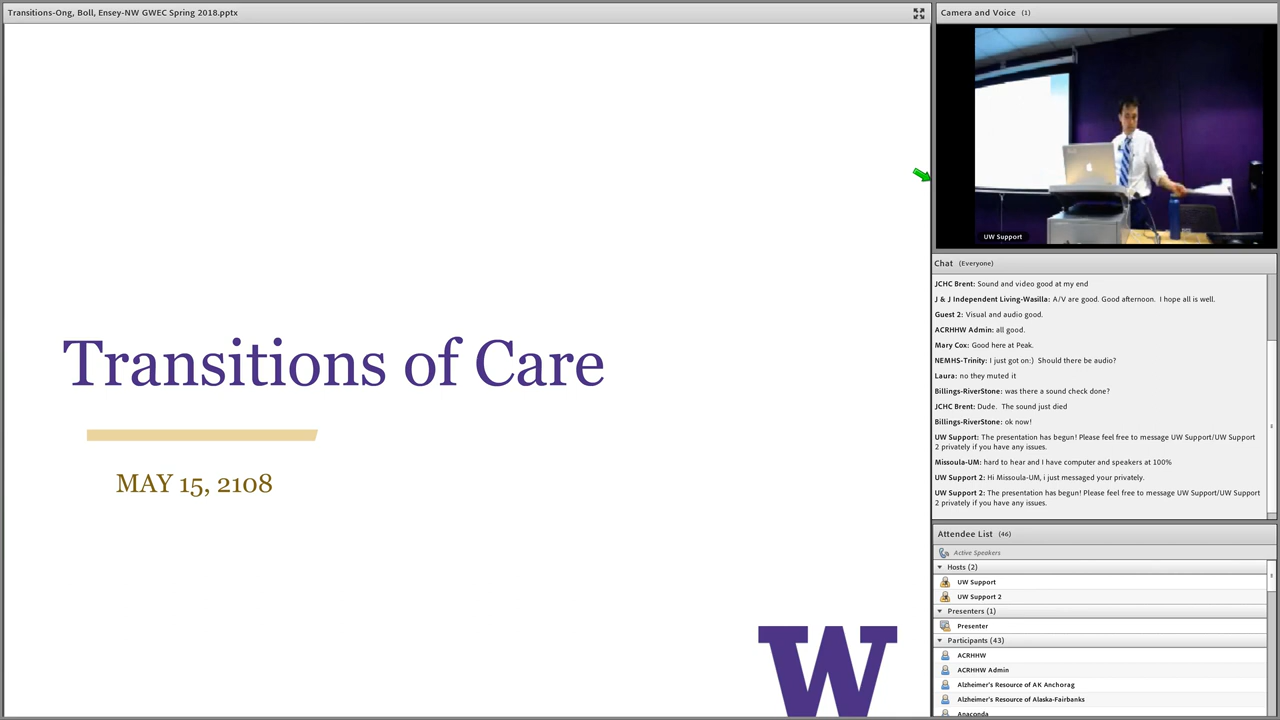 Transitions-Ong, Boll, Ensey-NW GWEC Spring 2018.pptx
Transitions of Care
MAY 15, 2108
W
Camera and Voice (1)
UW Support
Chat (Everyone)
JCHC Brent: Sound and video good at my end
J & J Independent Living-Wasilla: A/V are good. Good afternoon. I hope all is well.
Guest 2: Visual and audio good.
ACRHHW Admin: all good.
Mary Cox: Good here at Peak.
NEMHS-Trinity: I just got on:) Should there be audio?
Laura: no they muted it
Billings-RiverStone: was there a sound check done?
JCHC Brent: Dude. The sound just died
Billings-RiverStone: ok now!
UW Support: The presentation has begun! Please feel free to message UW Support/UW Support
2 privately if you have any issues.
Missoula-UM: hard to hear and I have computer and speakers at 100%
UW Support 2: Hi Missoula-UM, i just messaged your privately.
UW Support 2: The presentation has begun! Please feel free to message UW Support/UW Support
2 privately if you have any issues.
Attendee List (46)
Active Speakers
Hosts (2)
UW Support
UW Support 2
Presenters (1)
Presenter
Participants (43)
ACRHHW
ACRHHW Admin
Alzheimer's Resource of AK Anchorag
Alzheimer's Resource of Alaska-Fairbanks
Anaconda